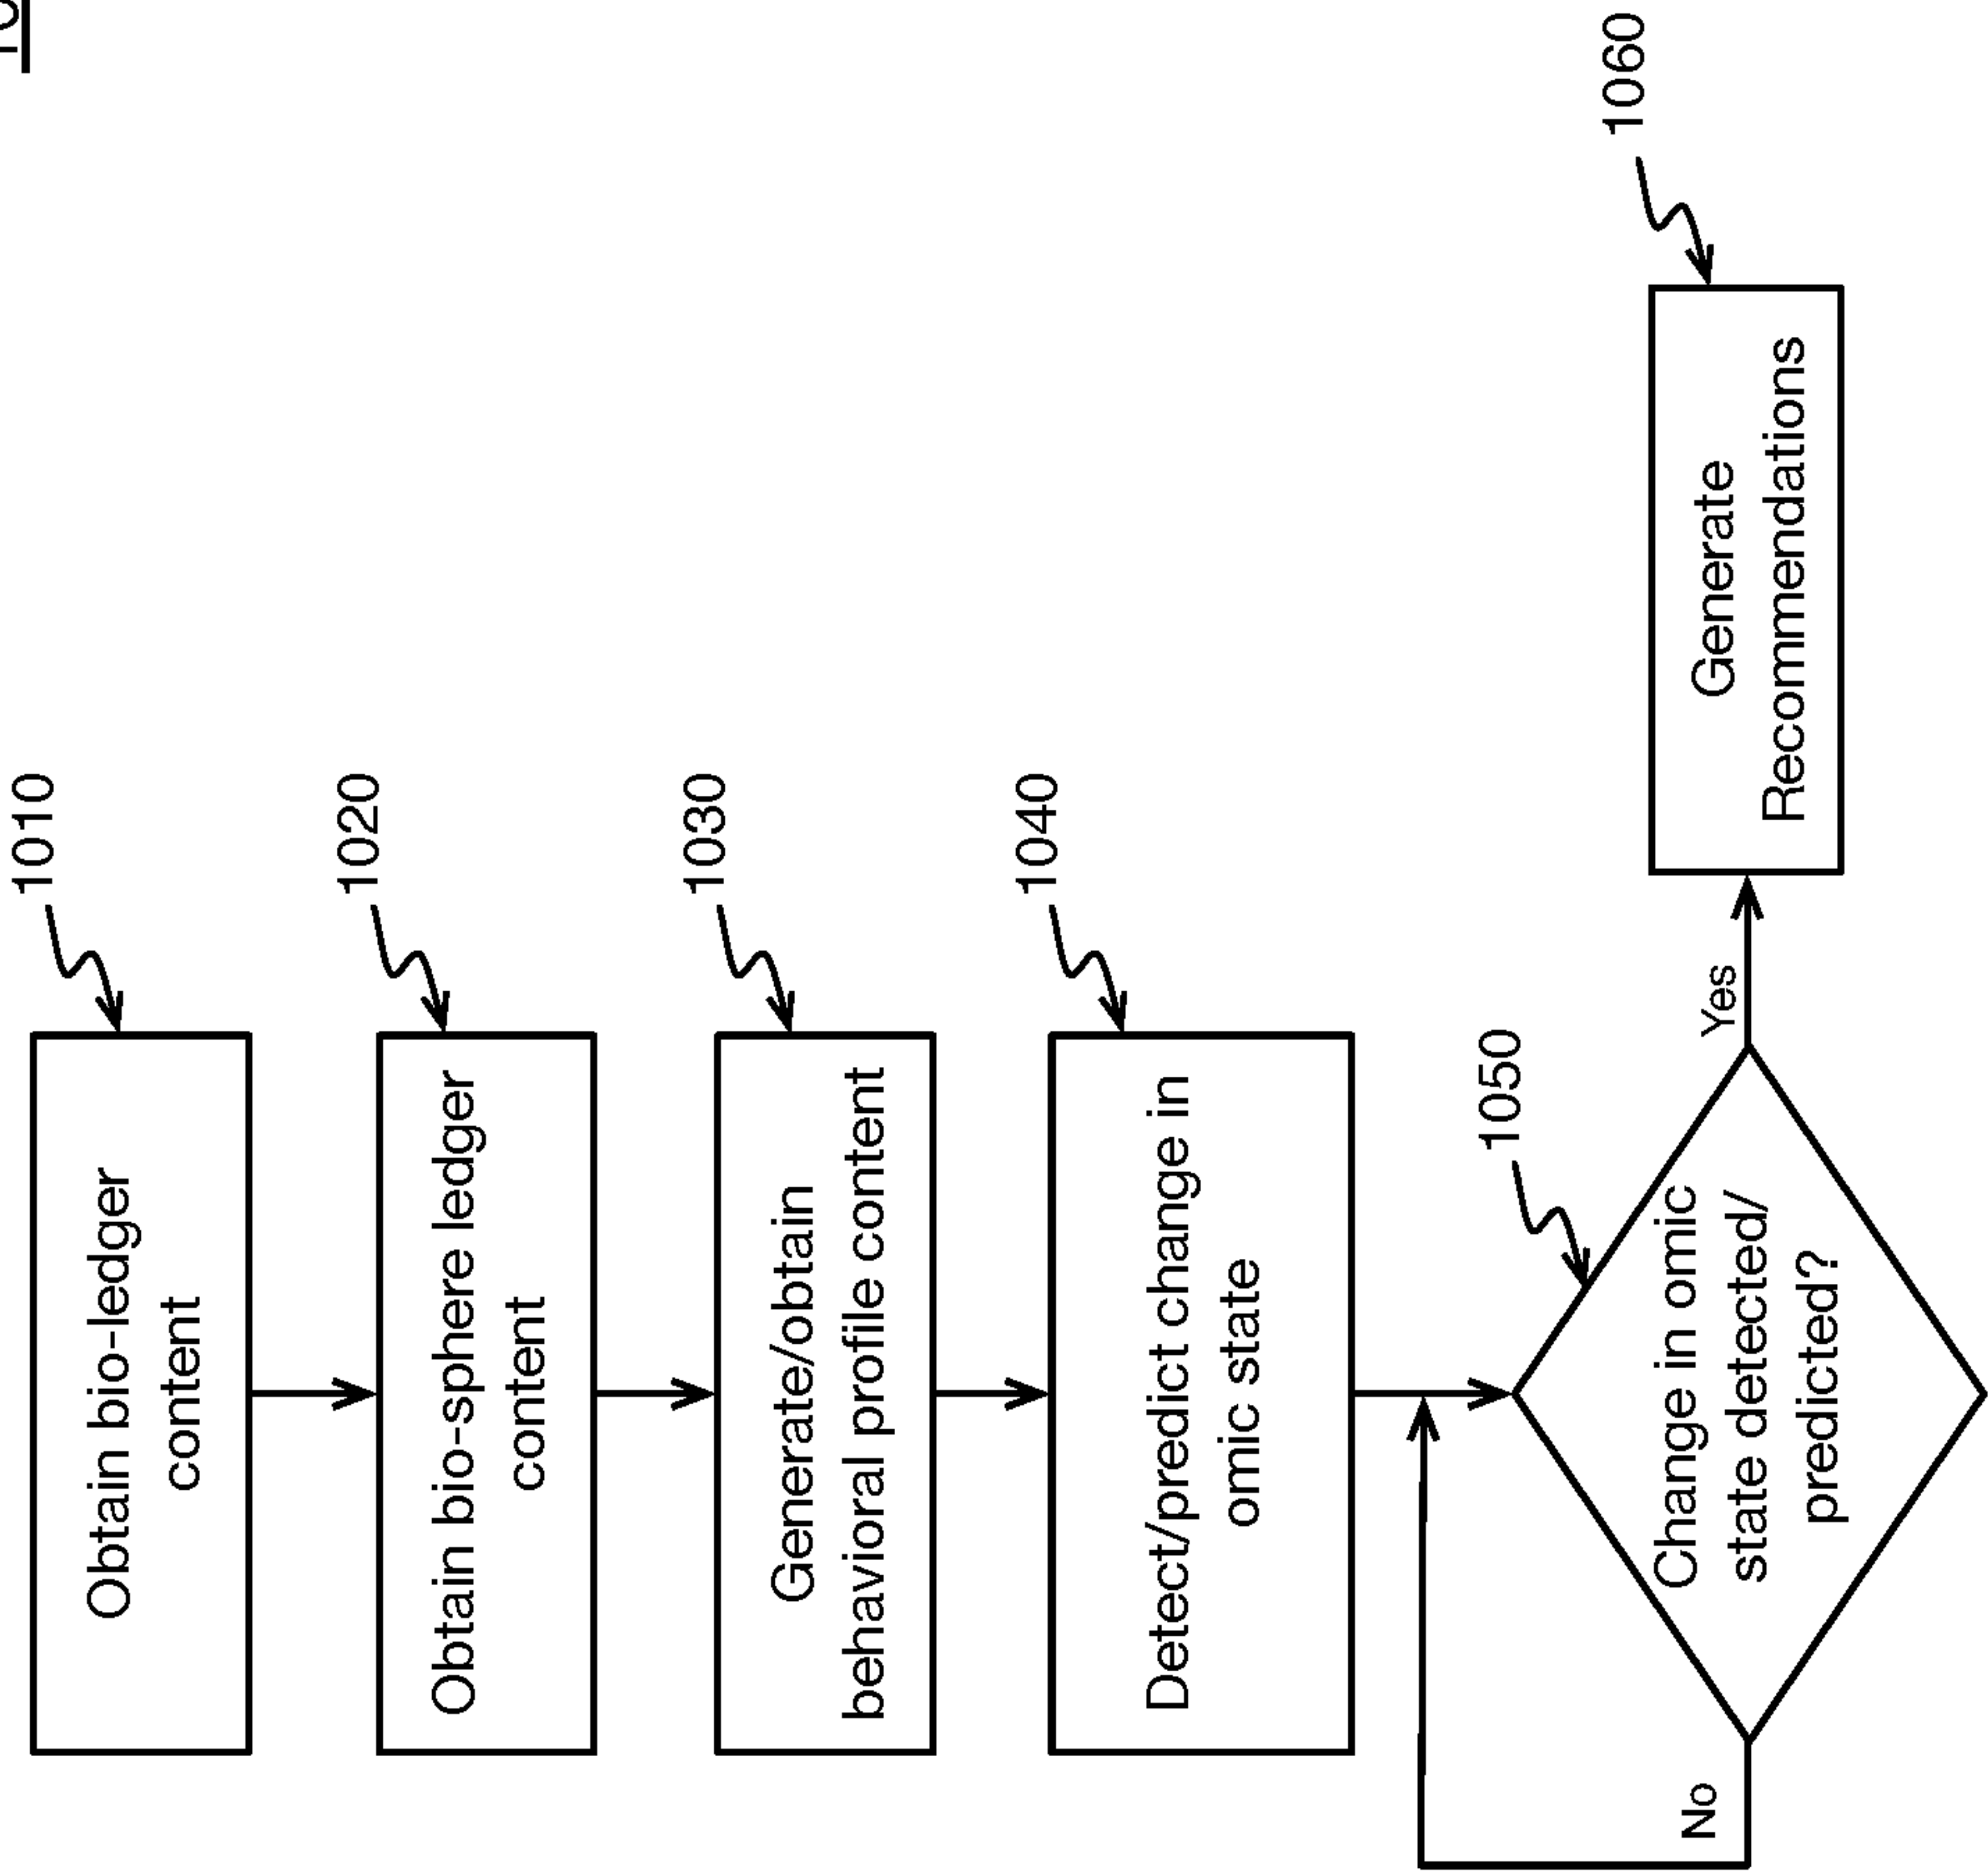 1010
Obtain bio-ledger
content
1020
Obtain bio-sphere ledger
content
1030
Generate/obtain
behavioral profile content
1040
Detect/predict change in
omic state
1050
Change in omic
state detected/
predicted?
No
Yes
1060
Generate
Recommendations